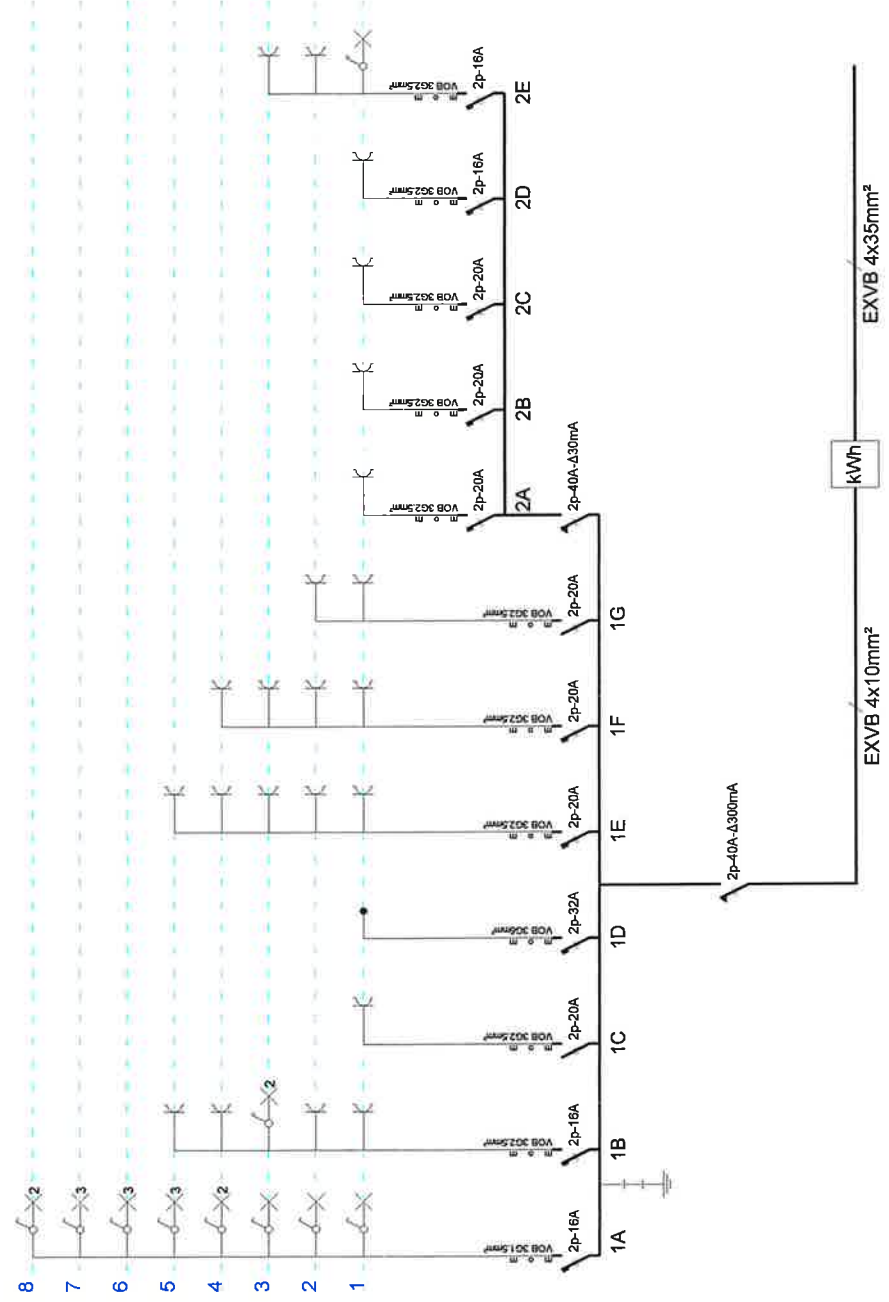 8 2
7 3
6 3
5 3
4 2
3 2
2
1
VOB 3G2.5mm² VOB 3G2.5mm² VOB 3G2.5mm² VOB 3G2.5mm² VOB 3G2.5mm²
2p-20A 2p-20A 2p-20A 2p-16A 2p-16A
2A 2B 2C 2D 2E
VOB 3G1.5mm² VOB 3G2.5mm² VOB 3G2.5mm² VOB 3G6mm² VOB 3G2.5mm² VOB 3G2.5mm² VOB 3G2.5mm²
2p-16A 2p-16A 2p-20A 2p-32A 2p-20A 2p-20A 2p-20A 2p-40A-Δ30mA
1A 1B 1C 1D 1E 1F 1G
2p-40A-Δ300mA
kWh
EXVB 4x10mm² EXVB 4x35mm²